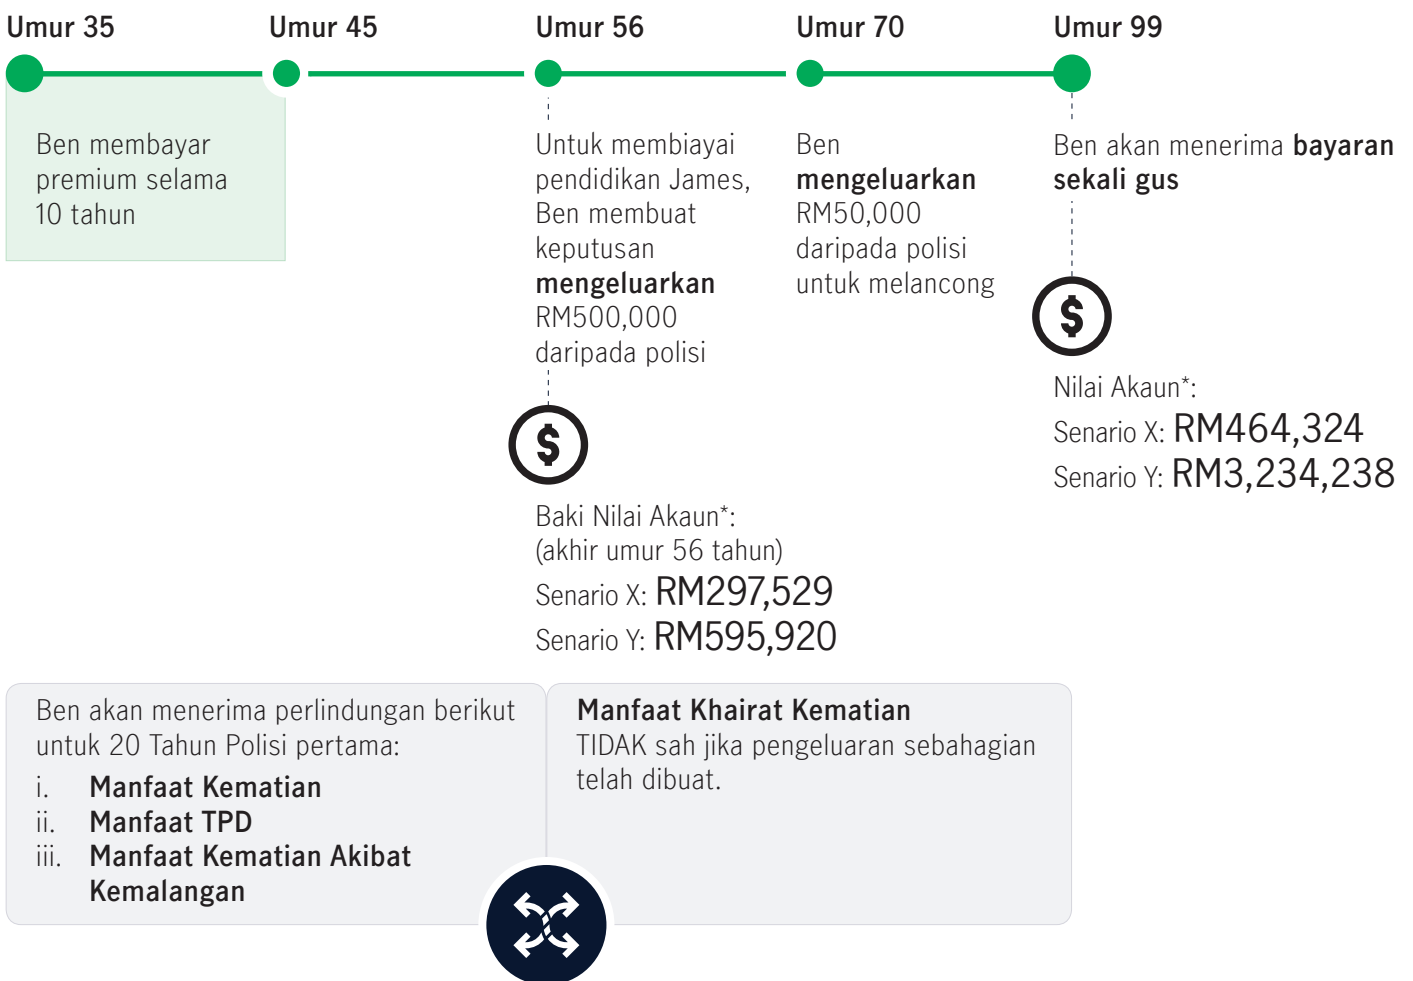 Umur 35
Umur 45
Umur 56
Umur 70
Umur 99
Ben membayar
premium selama
10 tahun
Untuk membiayai
pendidikan James,
Ben membuat
keputusan
mengeluarkan
RM500,000
daripada polisi
Ben
mengeluarkan
RM50,000
daripada polisi
untuk melancong
Ben akan menerima bayaran
sekali gus
$
Nilai Akaun*:
Senario X: RM464,324
Senario Y: RM3,234,238
$
Baki Nilai Akaun*:
(akhir umur 56 tahun)
Senario X: RM297,529
Senario Y: RM595,920
Ben akan menerima perlindungan berikut
untuk 20 Tahun Polisi pertama:
i. Manfaat Kematian
ii. Manfaat TPD
iii. Manfaat Kematian Akibat
Kemalangan
Manfaat Khairat Kematian
TIDAK sah jika pengeluaran sebahagian
telah dibuat.